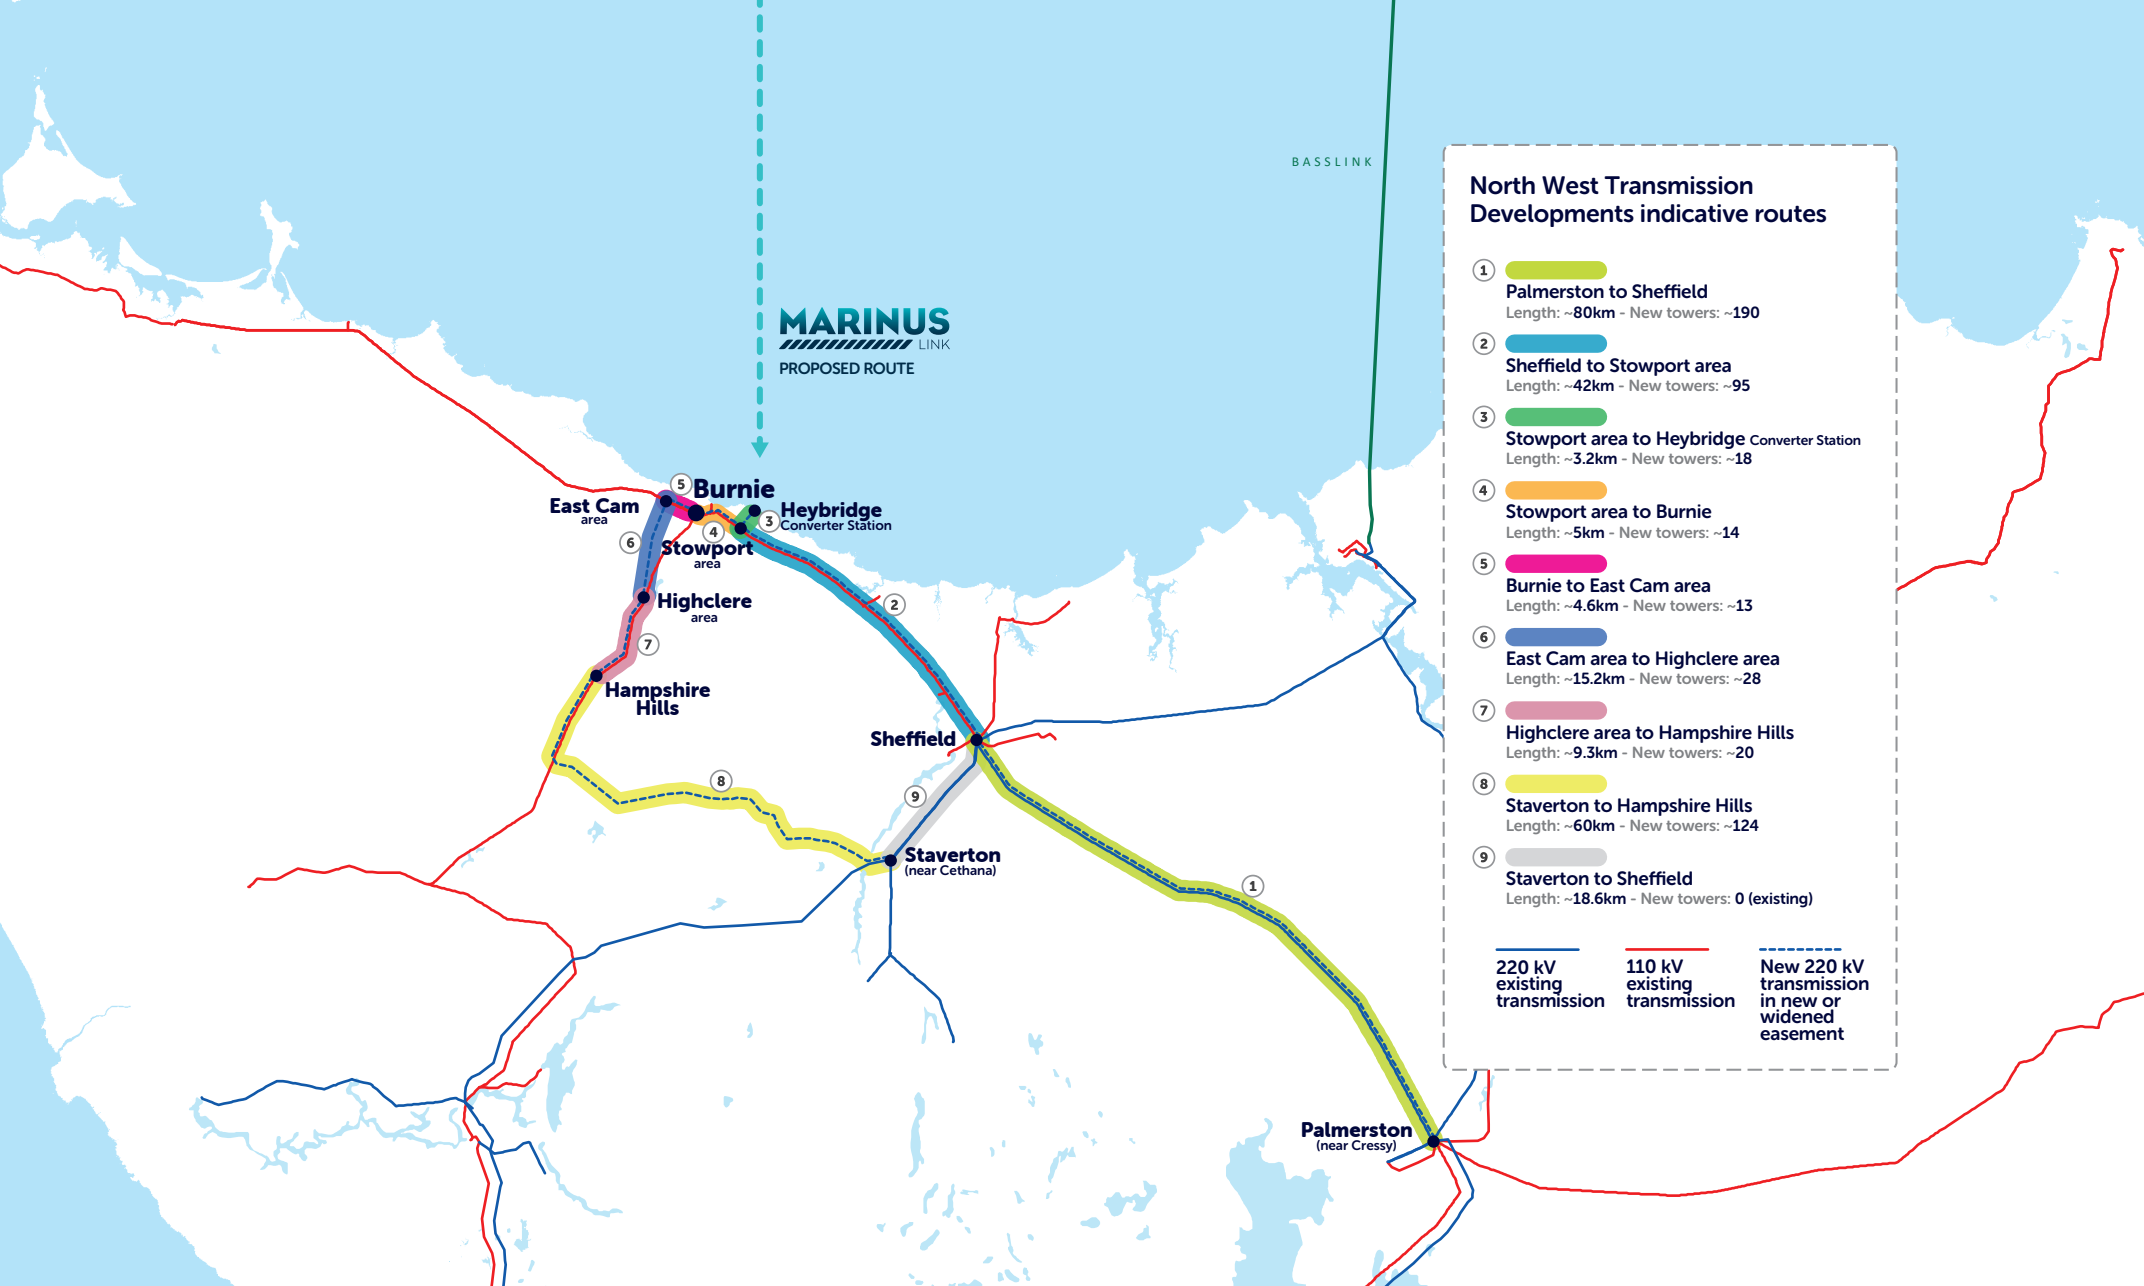 BASSLINK
MARINUS
LINK
PROPOSED ROUTE
5
Burnie
East Cam
area
Heybridge
Converter Station
3
4
6
Stowport
area
Highclere
area
2
7
Hampshire
Hills
Sheffield
8
9
Staverton
(near Cethana)
1
Palmerston
(near Cressy)
North West Transmission
Developments indicative routes
1
Palmerston to Sheffield
Length: ~80km - New towers: ~190
2
Sheffield to Stowport area
Length: ~42km - New towers: ~95
3
Stowport area to Heybridge Converter Station
Length: ~3.2km - New towers: ~18
4
Stowport area to Burnie
Length: ~5km - New towers: ~14
5
Burnie to East Cam area
Length: ~4.6km - New towers: ~13
6
East Cam area to Highclere area
Length: ~15.2km - New towers: ~28
7
Highclere area to Hampshire Hills
Length: ~9.3km - New towers: ~20
8
Staverton to Hampshire Hills
Length: ~60km - New towers: ~124
9
Staverton to Sheffield
Length: ~18.6km - New towers: 0 (existing)
220 kV
existing
transmission
110 kV
existing
transmission
New 220 kV
transmission
in new or
widened
easement